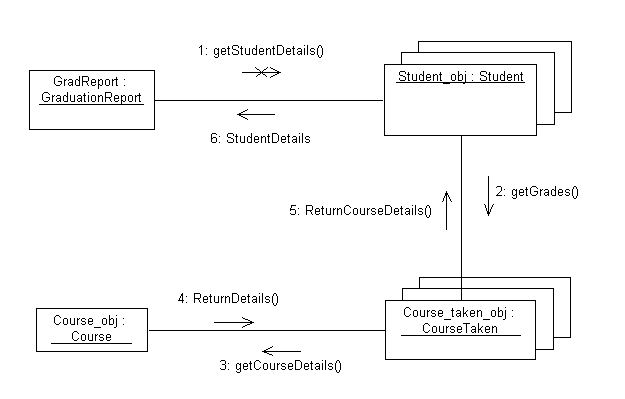 1: getStudentDetails()
GradReport :
GraduationReport
Student_obj : Student
6: StudentDetails
2: getGrades()
5: ReturnCourseDetails()
4: ReturnDetails()
Course_obj :
Course
Course_taken_obj :
CourseTaken
3: getCourseDetails()